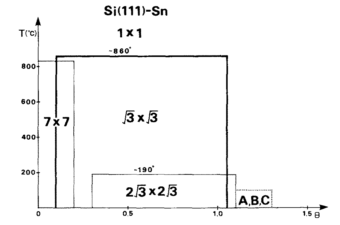 Si(111)-Sn
T(°C)
1 x 1
~860°
800
600
7 x 7
√3 x √3
400
~190°
200
2√3 x 2√3
A,B,C
0
0.5
1.0
1.5
θ